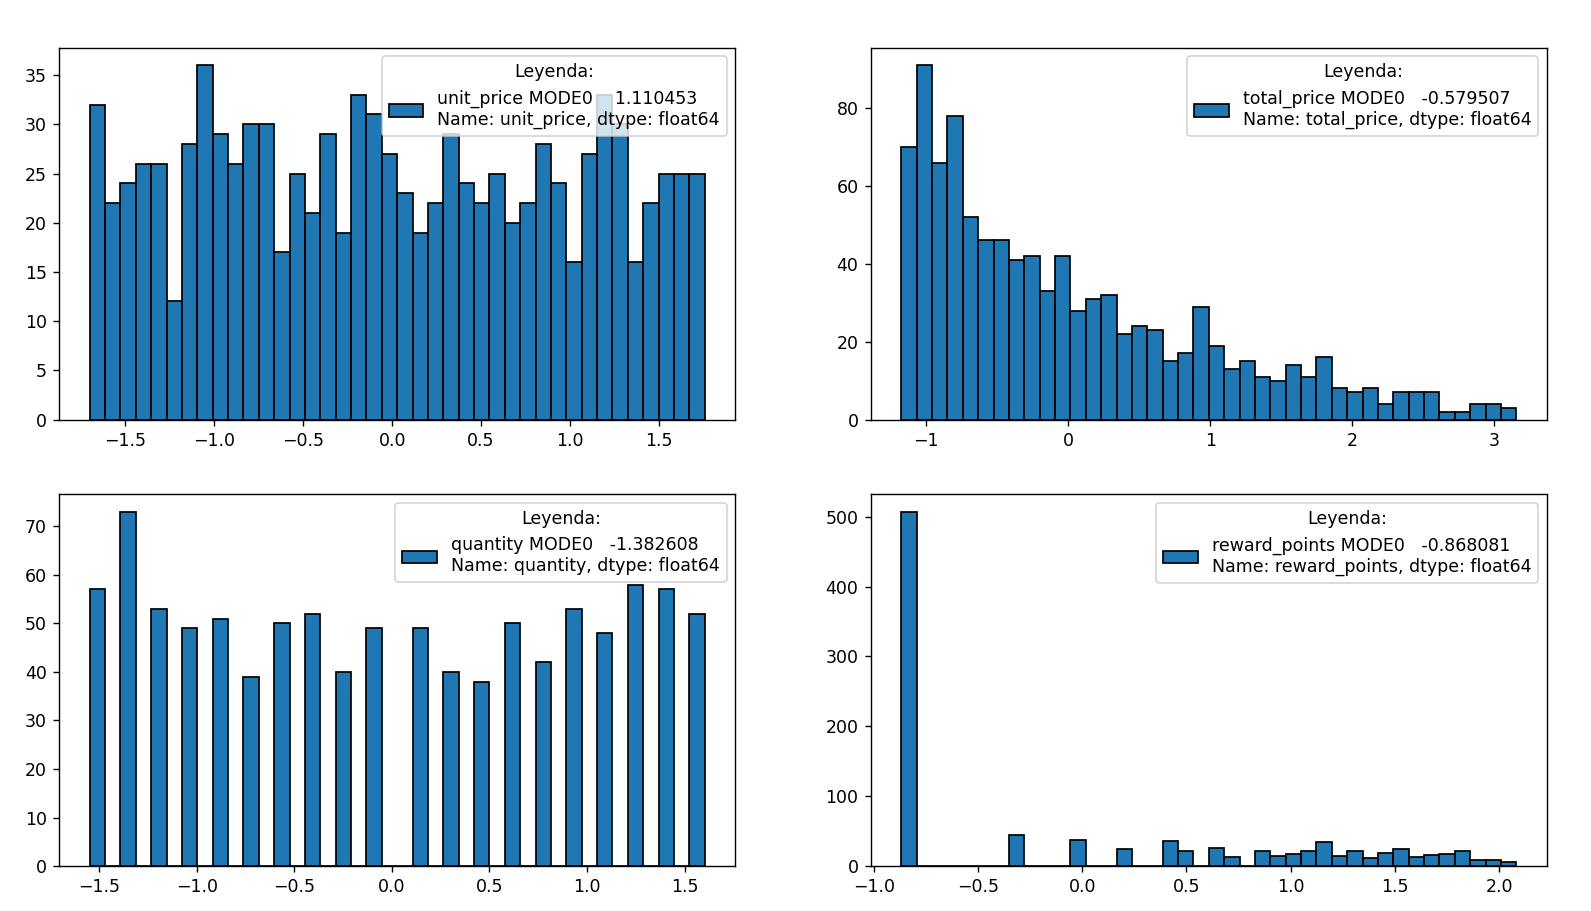 Leyenda:
unit_price MODE0    1.110453
Name: unit_price, dtype: float64
35
30
25
20
15
10
5
0
−1.5 −1.0 −0.5 0.0 0.5 1.0 1.5
Leyenda:
total_price MODE0   -0.579507
Name: total_price, dtype: float64
80
60
40
20
0
−1 0 1 2 3
Leyenda:
quantity MODE0   -1.382608
Name: quantity, dtype: float64
70
60
50
40
30
20
10
0
−1.5 −1.0 −0.5 0.0 0.5 1.0 1.5
Leyenda:
reward_points MODE0   -0.868081
Name: reward_points, dtype: float64
500
400
300
200
100
0
−1.0 −0.5 0.0 0.5 1.0 1.5 2.0